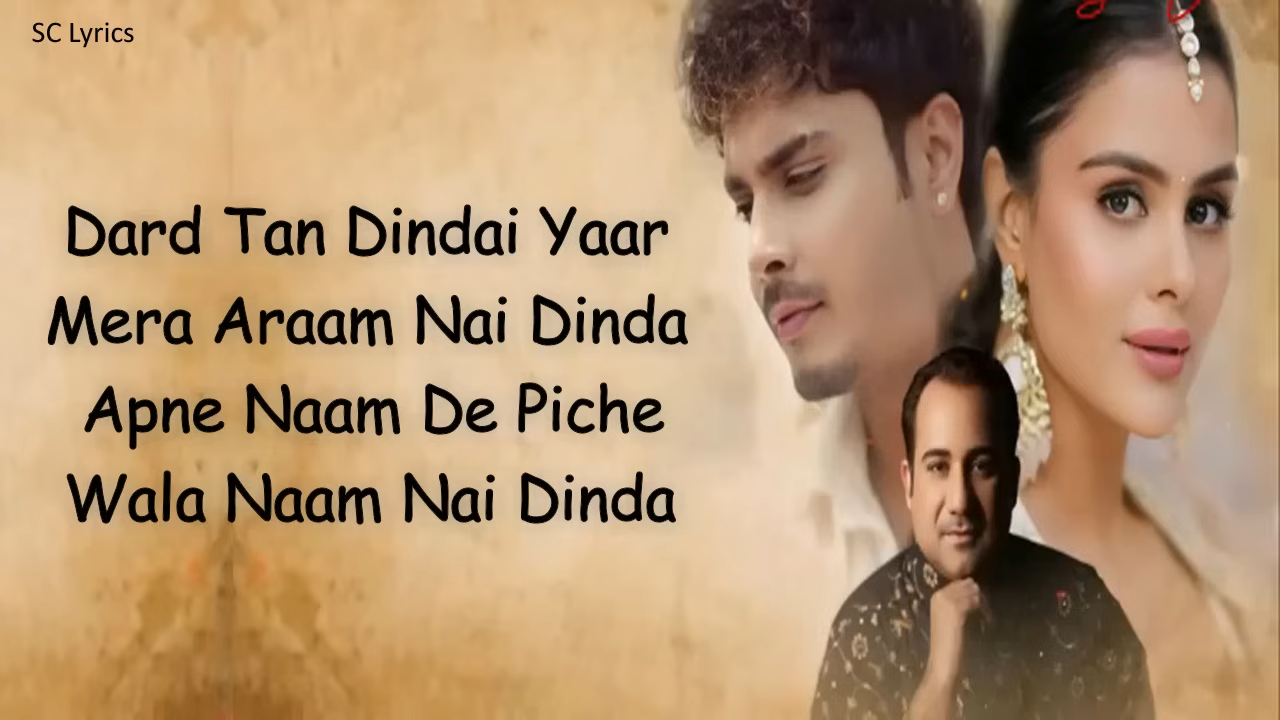 SC Lyrics
Dard Tan Dindai Yaar
Mera Araam Nai Dinda
Apne Naam De Piche
Wala Naam Nai Dinda